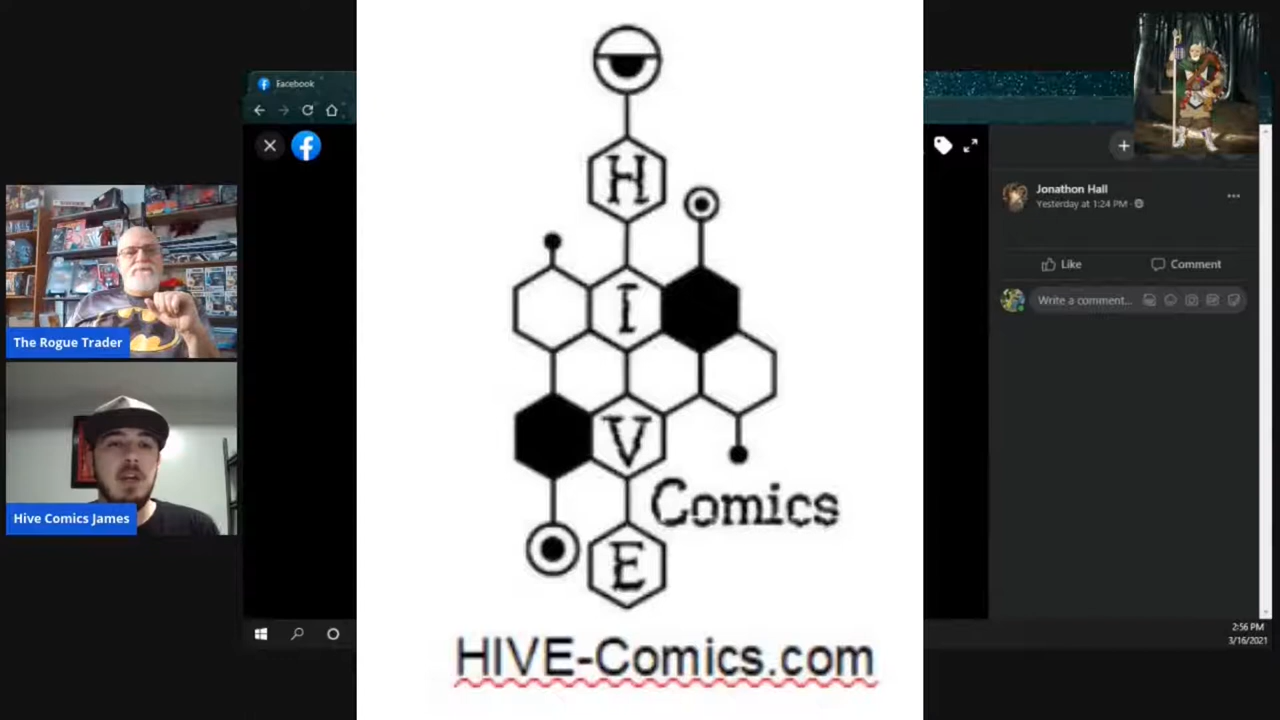 Facebook
The Rogue Trader
Hive Comics James
H
I
V
E
Comics
HIVE-Comics.com
Jonathon Hall
Yesterday at 1:24 PM ·
Like
Comment
Write a comment...
2:56 PM
3/16/2021